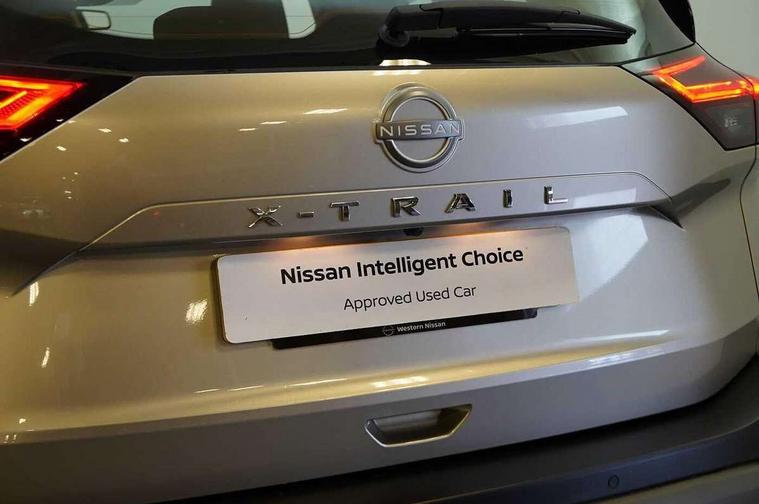 NISSAN
X-TRAIL
Nissan Intelligent Choice
Approved Used Car
Western Nissan